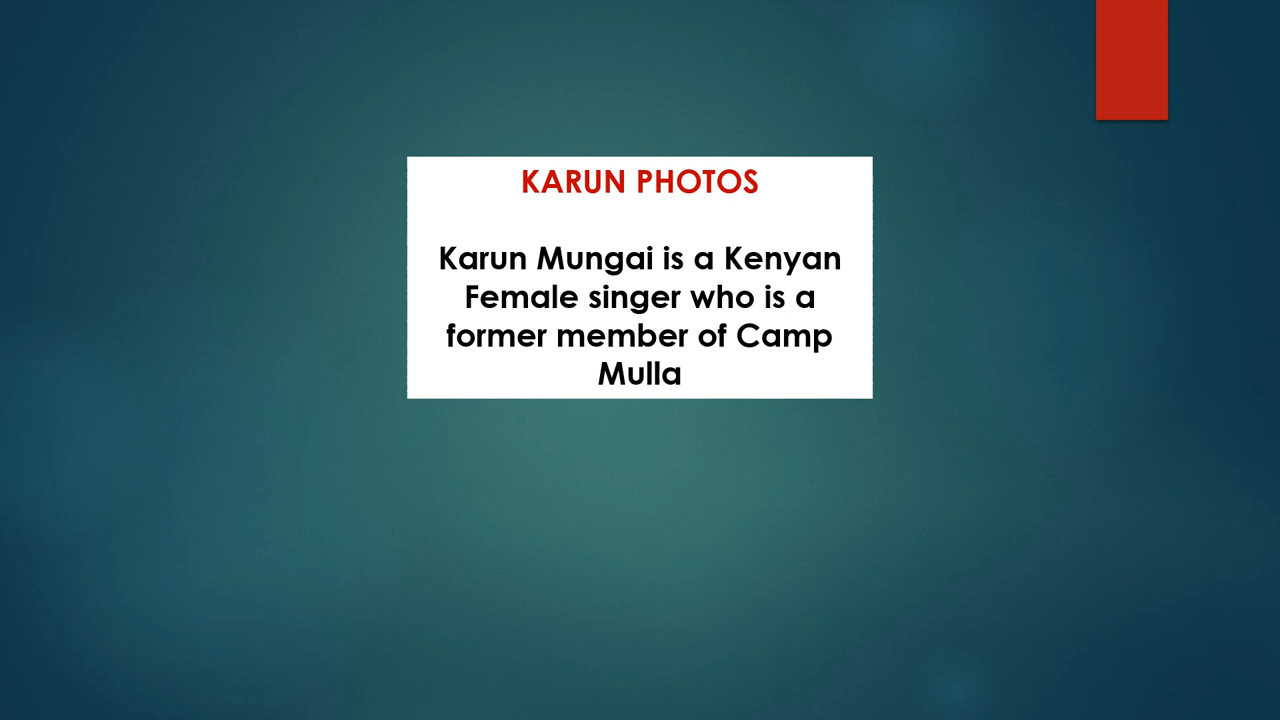 KARUN PHOTOS
Karun Mungai is a Kenyan
Female singer who is a
former member of Camp
Mulla